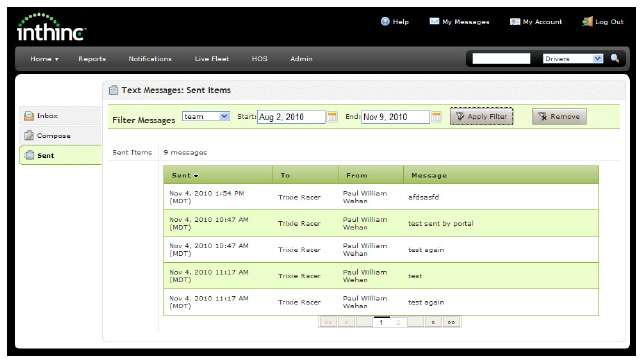 inthinc
Help My Messages My Account Log Out
Home Reports Notifications Live Fleet HOS Admin Drivers
Text Messages: Sent Items
Inbox
Compose
Sent
Filter Messages team Start: Aug 2, 2010 End: Nov 9, 2010 Apply Filter Remove
Sent Items 9 messages
Sent To From Message
Nov 4, 2010 1:54 PM (MDT) Trixie Racer Paul William Wehan afdsasfd
Nov 4, 2010 10:47 AM (MDT) Trixie Racer Paul William Wehan test sent by portal
Nov 4, 2010 10:47 AM (MDT) Trixie Racer Paul William Wehan test again
Nov 4, 2010 11:17 AM (MDT) Trixie Racer Paul William Wehan test
Nov 4, 2010 11:17 AM (MDT) Trixie Racer Paul William Wehan test again
«« « 1 2 » »»